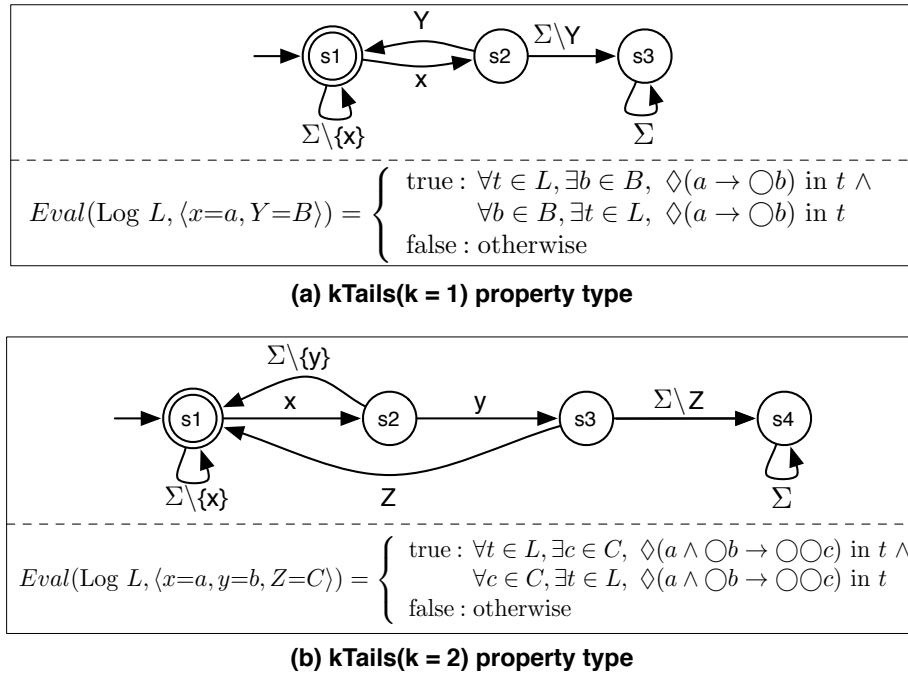 Y
Σ\Y
s1
s2
s3
x
Σ\{x}
Σ
Eval(Log L, ⟨x=a, Y=B⟩) = { true : ∀t ∈ L, ∃b ∈ B, ◊(a → ◯b) in t ∧
∀b ∈ B, ∃t ∈ L, ◊(a → ◯b) in t
false : otherwise
(a) kTails(k = 1) property type
Σ\{y}
x
y
Σ\Z
s1
s2
s3
s4
Σ\{x}
Z
Σ
Eval(Log L, ⟨x=a, y=b, Z=C⟩) = { true : ∀t ∈ L, ∃c ∈ C, ◊(a ∧ ◯b → ◯◯c) in t ∧
∀c ∈ C, ∃t ∈ L, ◊(a ∧ ◯b → ◯◯c) in t
false : otherwise
(b) kTails(k = 2) property type